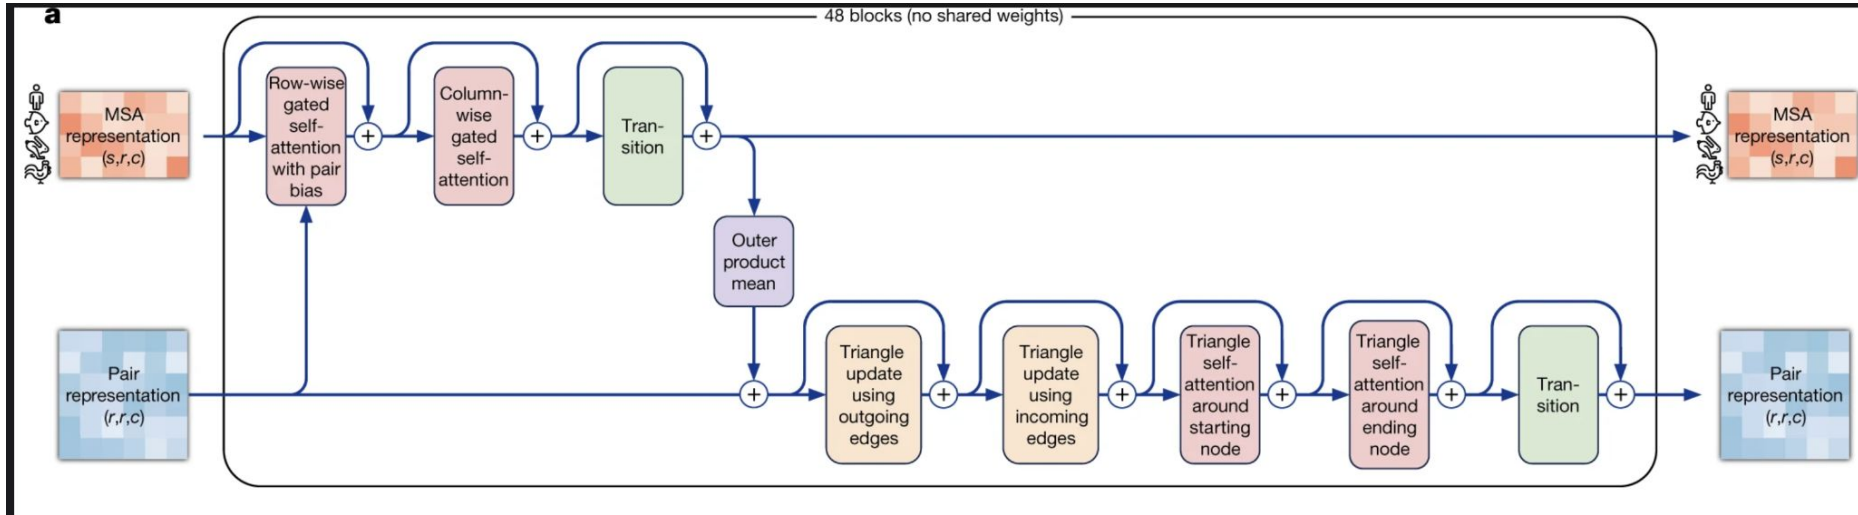 a
48 blocks (no shared weights)
MSA
representation
(s,r,c)
Row-wise
gated
self-
attention
with pair
bias
Column-
wise
gated
self-
attention
Tran-
sition
+
+
+
MSA
representation
(s,r,c)
Outer
product
mean
Pair
representation
(r,r,c)
+
Triangle
update
using
outgoing
edges
+
Triangle
update
using
incoming
edges
+
Triangle
self-
attention
around
starting
node
+
Triangle
self-
attention
around
ending
node
+
Tran-
sition
+
Pair
representation
(r,r,c)